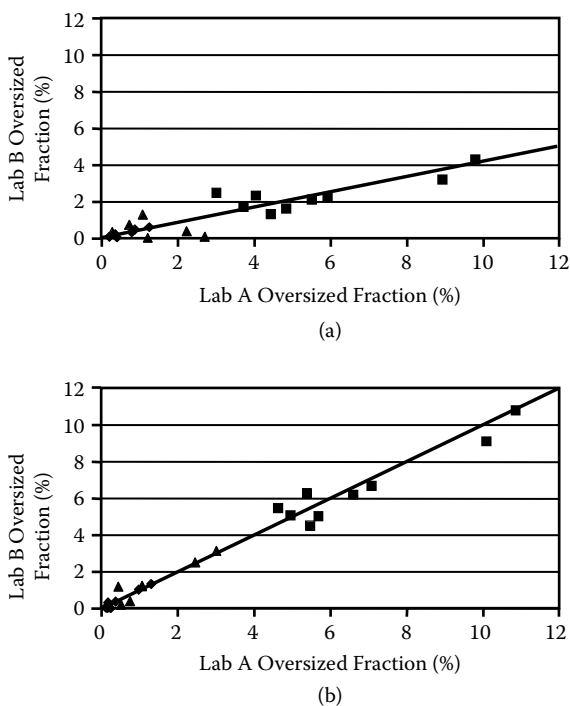 12
10
8
6
4
2
0
Lab B Oversized
Fraction (%)
0 2 4 6 8 10 12
Lab A Oversized Fraction (%)
(a)
12
10
8
6
4
2
0
Lab B Oversized
Fraction (%)
0 2 4 6 8 10 12
Lab A Oversized Fraction (%)
(b)